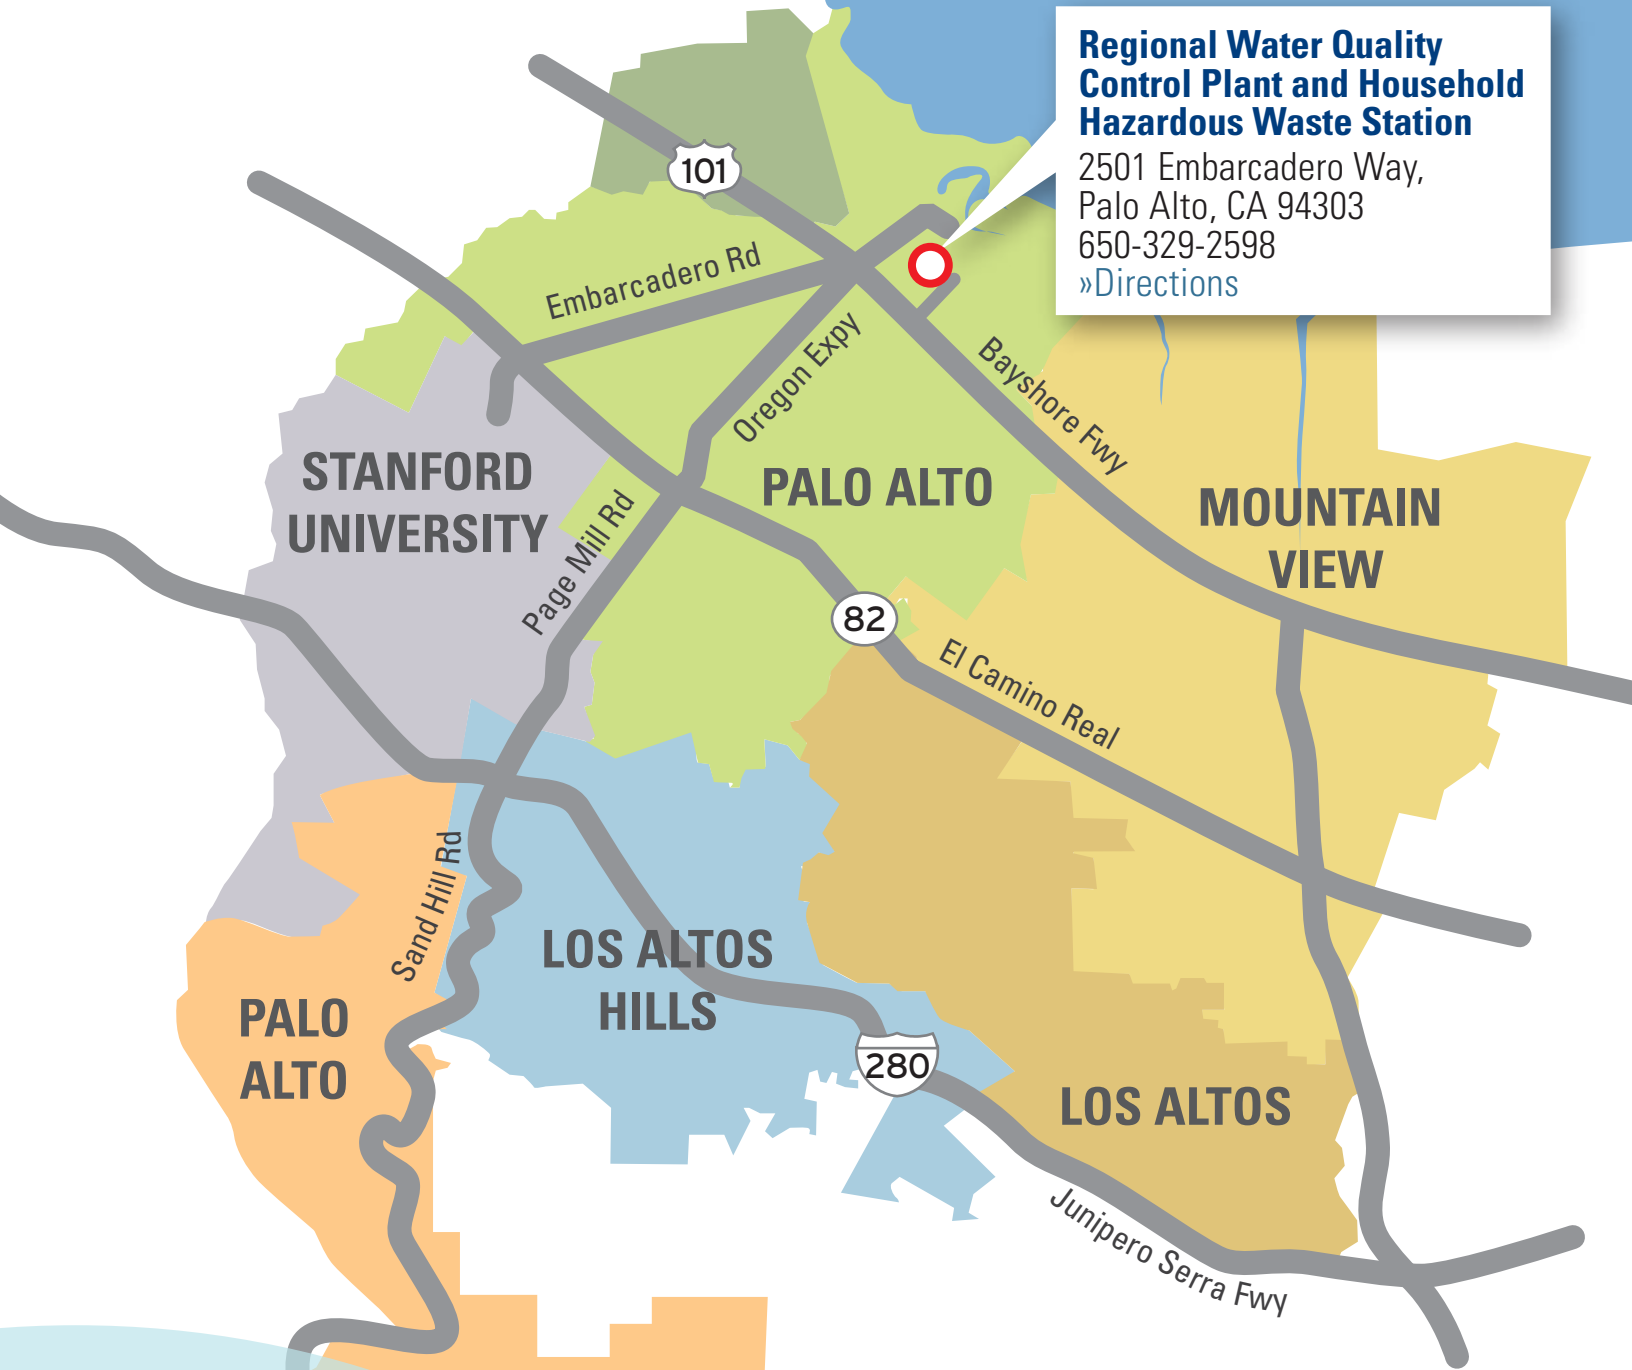 Regional Water Quality
Control Plant and Household
Hazardous Waste Station
2501 Embarcadero Way,
Palo Alto, CA 94303
650-329-2598
»Directions
101
Embarcadero Rd
Oregon Expy
Bayshore Fwy
STANFORD
UNIVERSITY
PALO ALTO
MOUNTAIN
VIEW
Page Mill Rd
82
El Camino Real
Sand Hill Rd
LOS ALTOS
HILLS
PALO
ALTO
280
LOS ALTOS
Junipero Serra Fwy